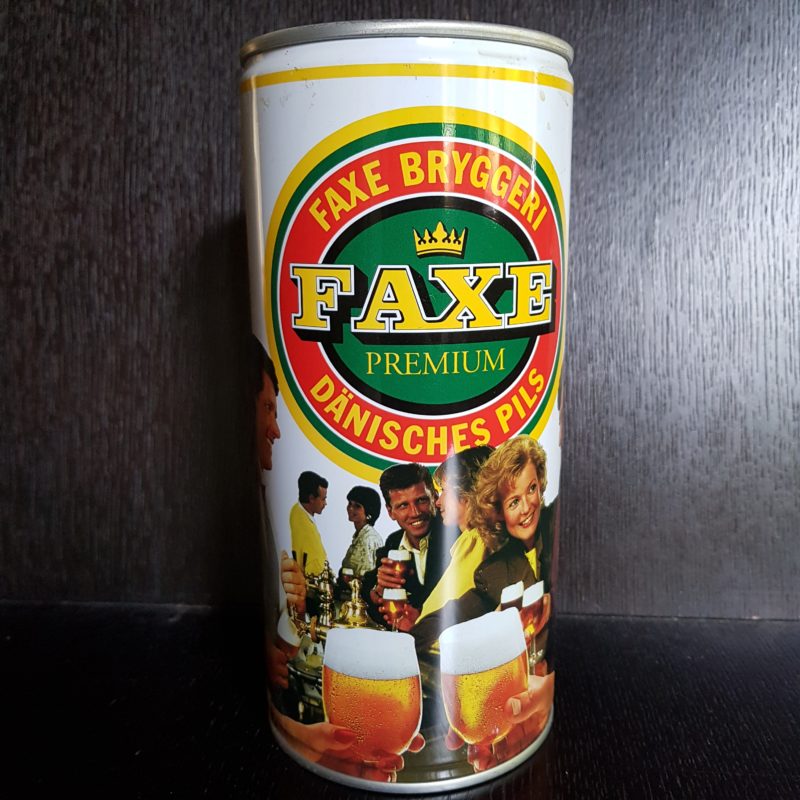 FAXE BRYGGERI
FAXE
PREMIUM
DÄNISCHES PILS